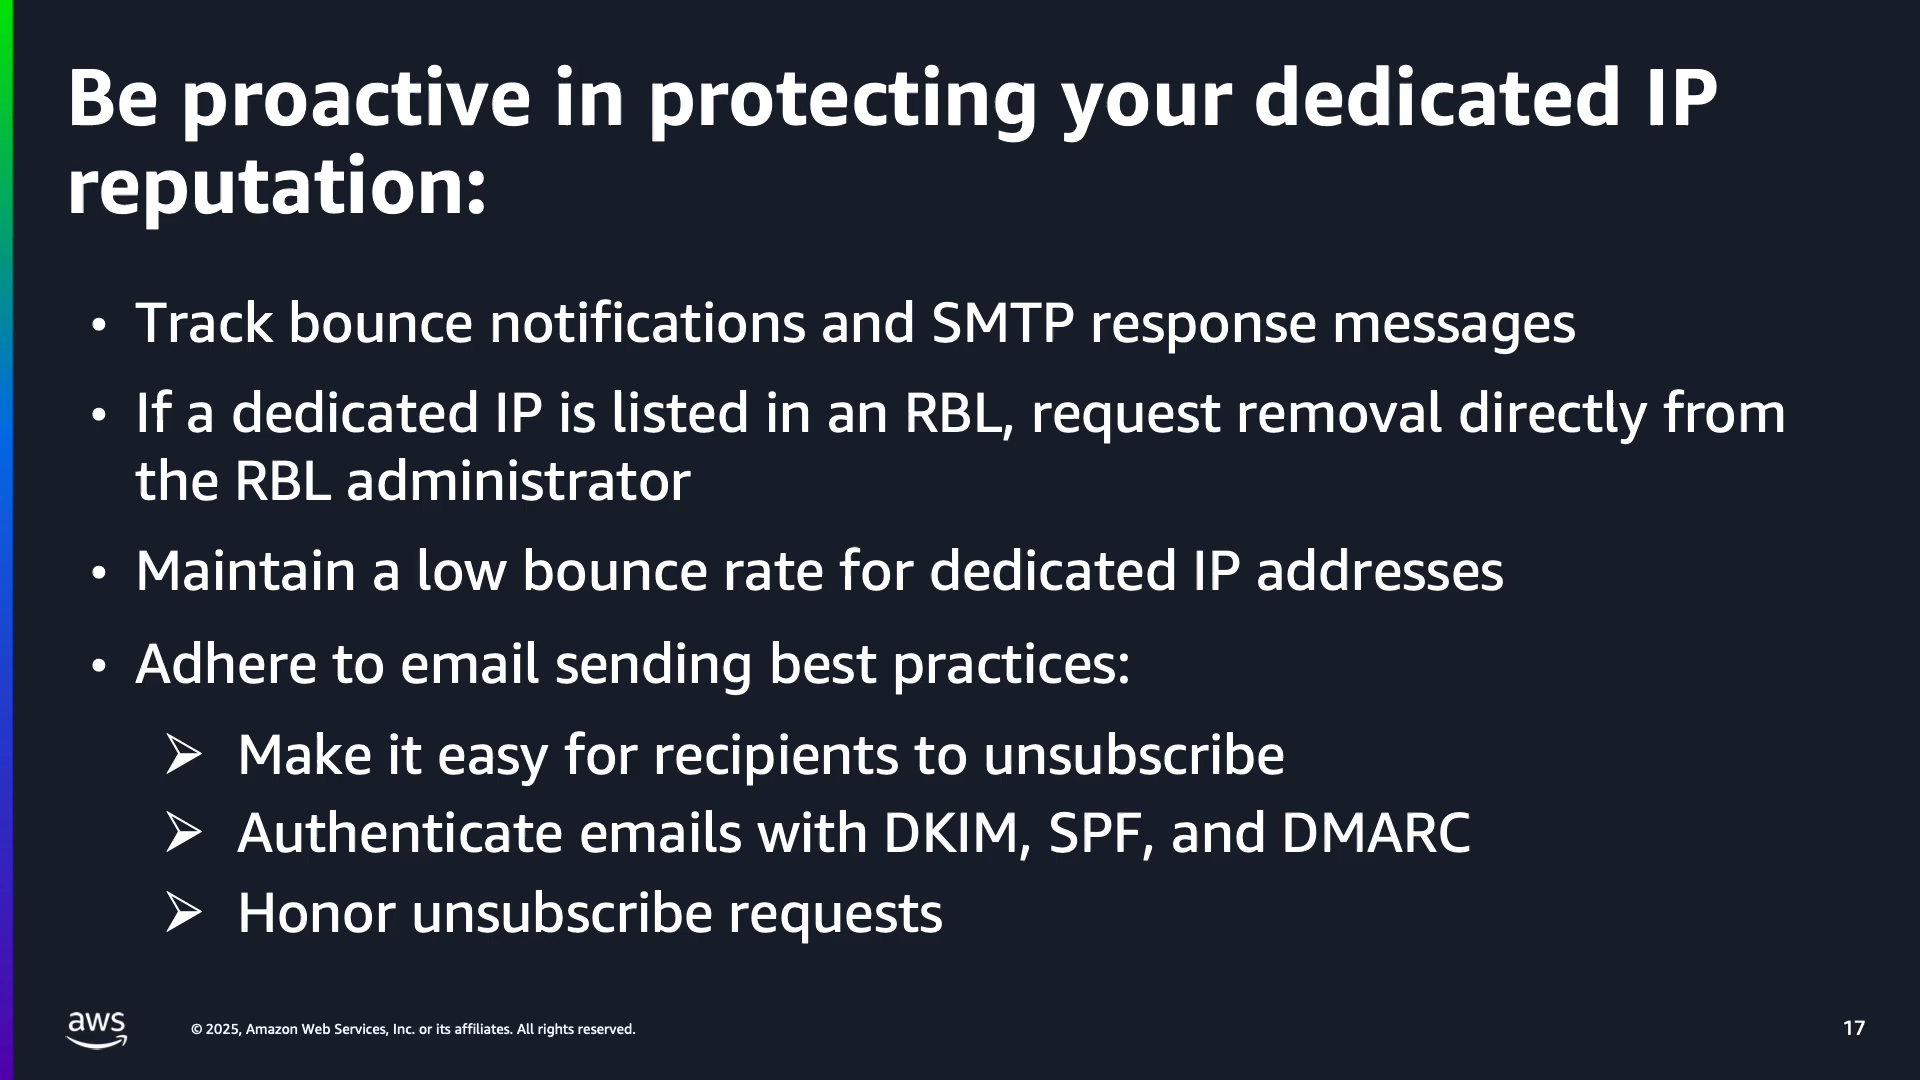 Be proactive in protecting your dedicated IP
reputation:
• Track bounce notifications and SMTP response messages
• If a dedicated IP is listed in an RBL, request removal directly from
the RBL administrator
• Maintain a low bounce rate for dedicated IP addresses
• Adhere to email sending best practices:
➢ Make it easy for recipients to unsubscribe
➢ Authenticate emails with DKIM, SPF, and DMARC
➢ Honor unsubscribe requests
aws
© 2025, Amazon Web Services, Inc. or its affiliates. All rights reserved.
17